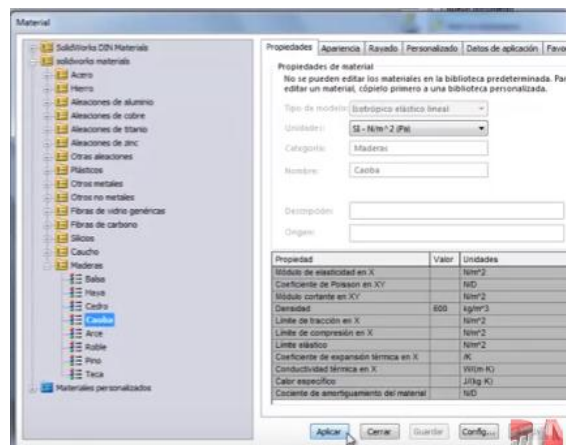 Material
SolidWorks DIN Materials
solidworks materials
Acero
Hierro
Aleaciones de aluminio
Aleaciones de cobre
Aleaciones de titanio
Aleaciones de zinc
Otras aleaciones
Plásticos
Otros metales
Otros no metales
Fibras de vidrio genéricas
Fibras de carbono
Silicios
Caucho
Maderas
Balsa
Haya
Cedro
Caoba
Arce
Roble
Pino
Teca
Materiales personalizados
Propiedades Apariencia Rayado Personalizado Datos de aplicación Favo
Propiedades de material
No se pueden editar los materiales en la biblioteca predeterminada. Par
editar un material, cópielo primero a una biblioteca personalizada.
Tipo de modelo: Isotrópico elástico lineal
Unidades: SI - N/m^2 (Pa)
Categoría: Maderas
Nombre: Caoba
Descripción:
Origen:
Propiedad Valor Unidades
Módulo de elasticidad en X N/m^2
Coeficiente de Poisson en XY N/D
Módulo cortante en XY N/m^2
Densidad 600 kg/m^3
Límite de tracción en X N/m^2
Límite de compresión en X N/m^2
Límite elástico N/m^2
Coeficiente de expansión térmica en X /K
Conductividad térmica en X W/(m·K)
Calor específico J/(kg·K)
Cociente de amortiguamiento del material N/D
Aplicar Cerrar Guardar Config...